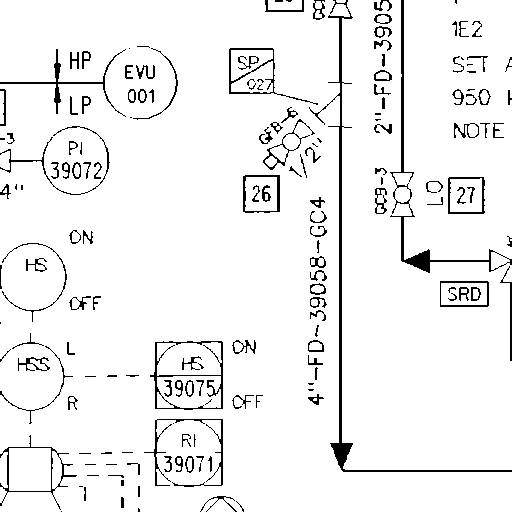 1E2
SET
HP
EVU
001
SP
027
950
LP
NOTE
GFB-6
2"
2"-FD-3905
PI
39072
4"
26
GCB-3
LO
27
4"-FD-39058-GC4
ON
HS
OFF
SRD
HSS
L
R
HS
39075
ON
OFF
RI
39071